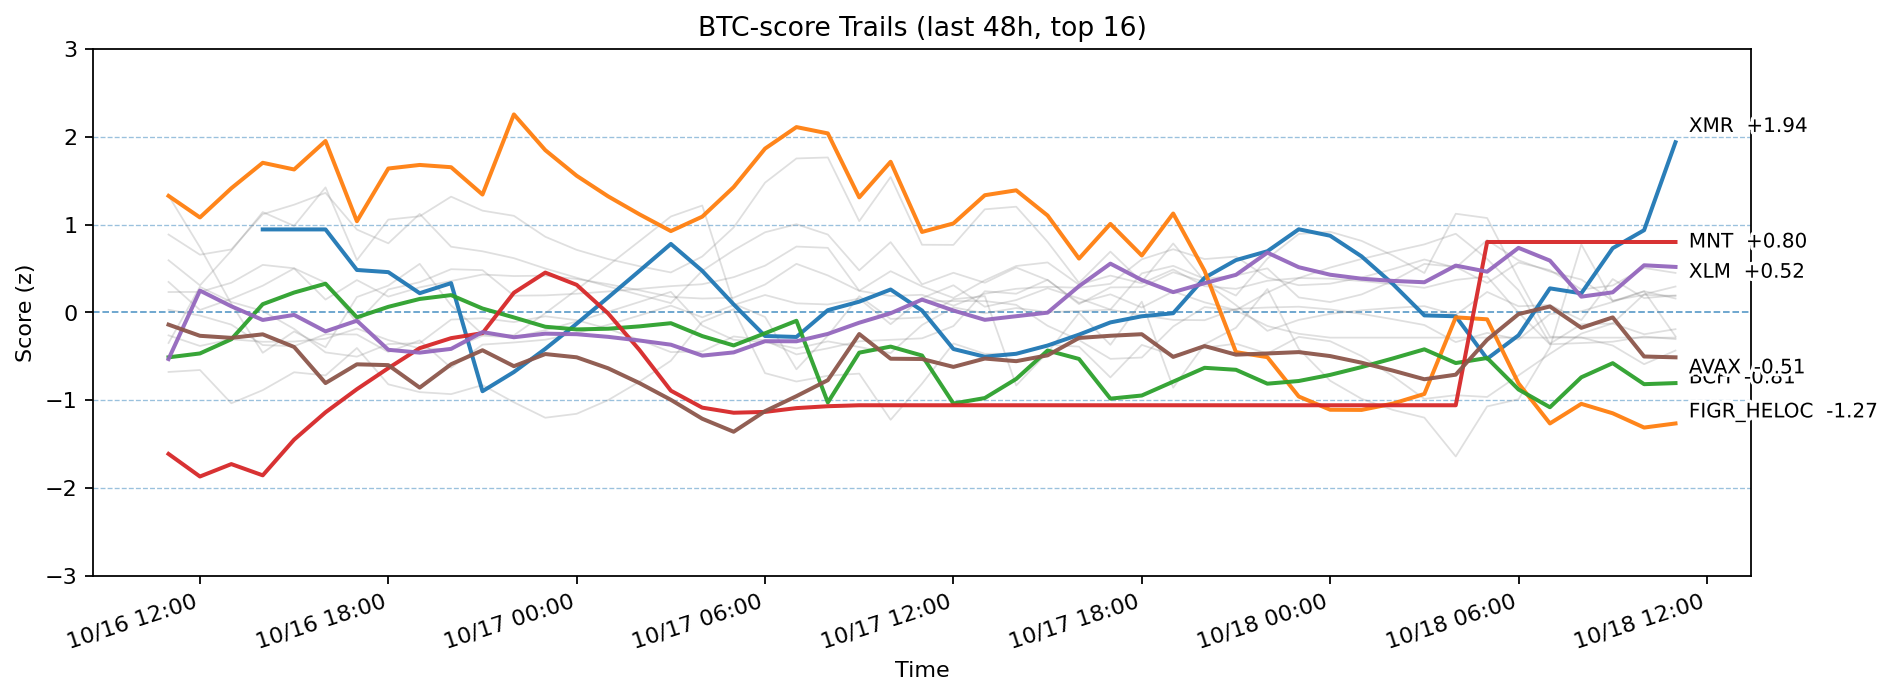 BTC-score Trails (last 48h, top 16)
Score (z)
3
2
1
0
−1
−2
−3
XMR +1.94
MNT +0.80
XLM +0.52
AVAX -0.51
BCH -0.81
FIGR_HELOC -1.27
10/16 12:00
10/16 18:00
10/17 00:00
10/17 06:00
10/17 12:00
10/17 18:00
10/18 00:00
10/18 06:00
10/18 12:00
Time